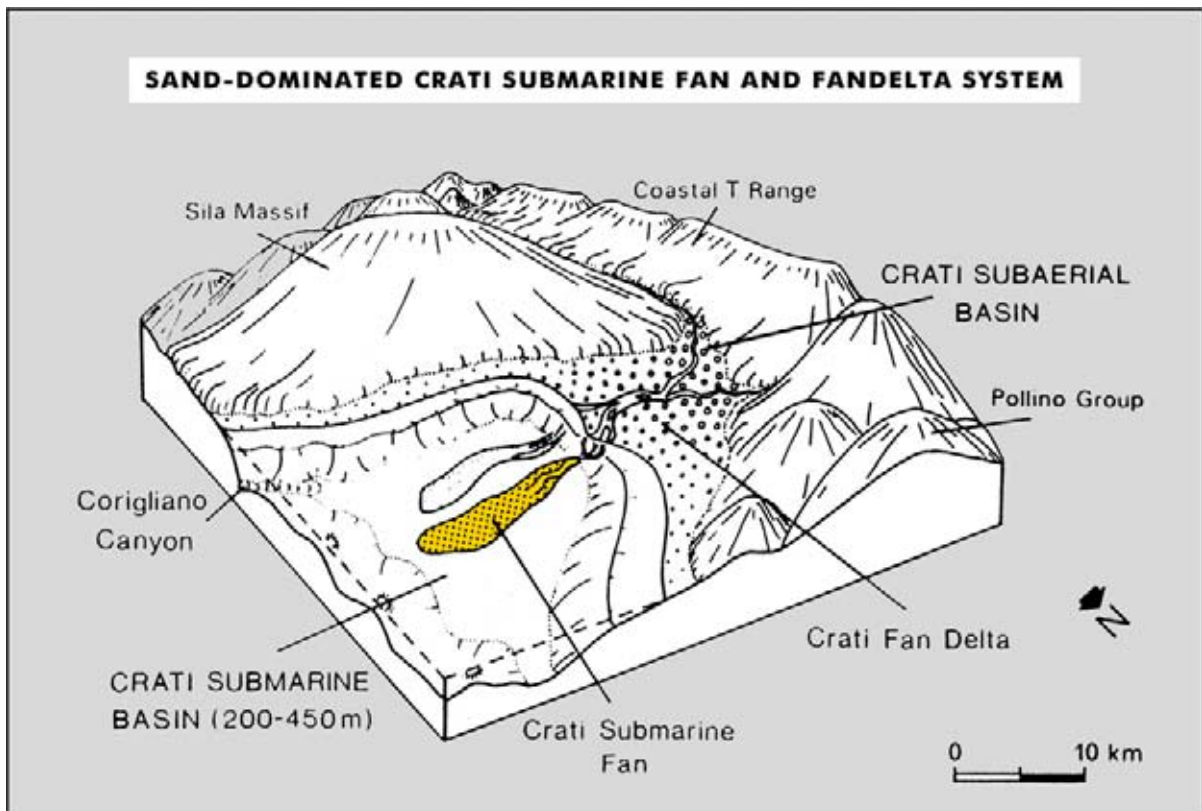 SAND-DOMINATED CRATI SUBMARINE FAN AND FANDELTA SYSTEM
Sila Massif
Coastal T Range
CRATI SUBAERIAL
BASIN
Pollino Group
Corigliano
Canyon
N
Crati Fan Delta
CRATI SUBMARINE
BASIN (200-450m)
Crati Submarine
Fan
0 10 km